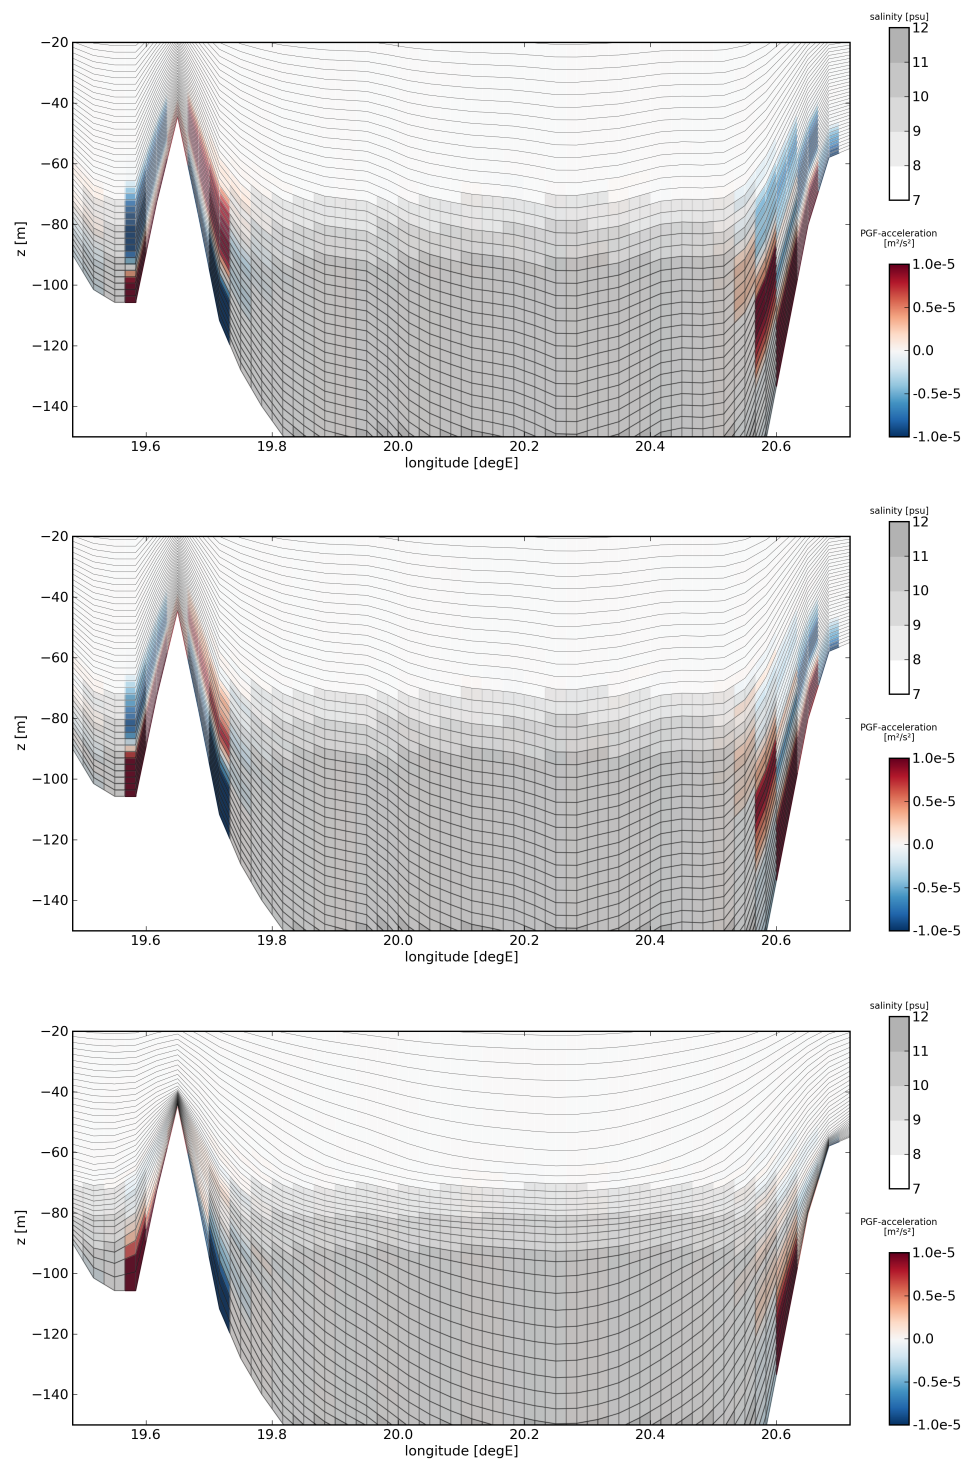 salinity [psu]
12
11
10
9
8
7
−20
−40
−60
−80
−100
−120
−140
z [m]
19.6 19.8 20.0 20.2 20.4 20.6
longitude [degE]
PGF-acceleration
[m²/s²]
1.0e-5
0.5e-5
0.0
-0.5e-5
-1.0e-5
salinity [psu]
12
11
10
9
8
7
−20
−40
−60
−80
−100
−120
−140
z [m]
19.6 19.8 20.0 20.2 20.4 20.6
longitude [degE]
PGF-acceleration
[m²/s²]
1.0e-5
0.5e-5
0.0
-0.5e-5
-1.0e-5
salinity [psu]
12
11
10
9
8
7
−20
−40
−60
−80
−100
−120
−140
z [m]
19.6 19.8 20.0 20.2 20.4 20.6
longitude [degE]
PGF-acceleration
[m²/s²]
1.0e-5
0.5e-5
0.0
-0.5e-5
-1.0e-5